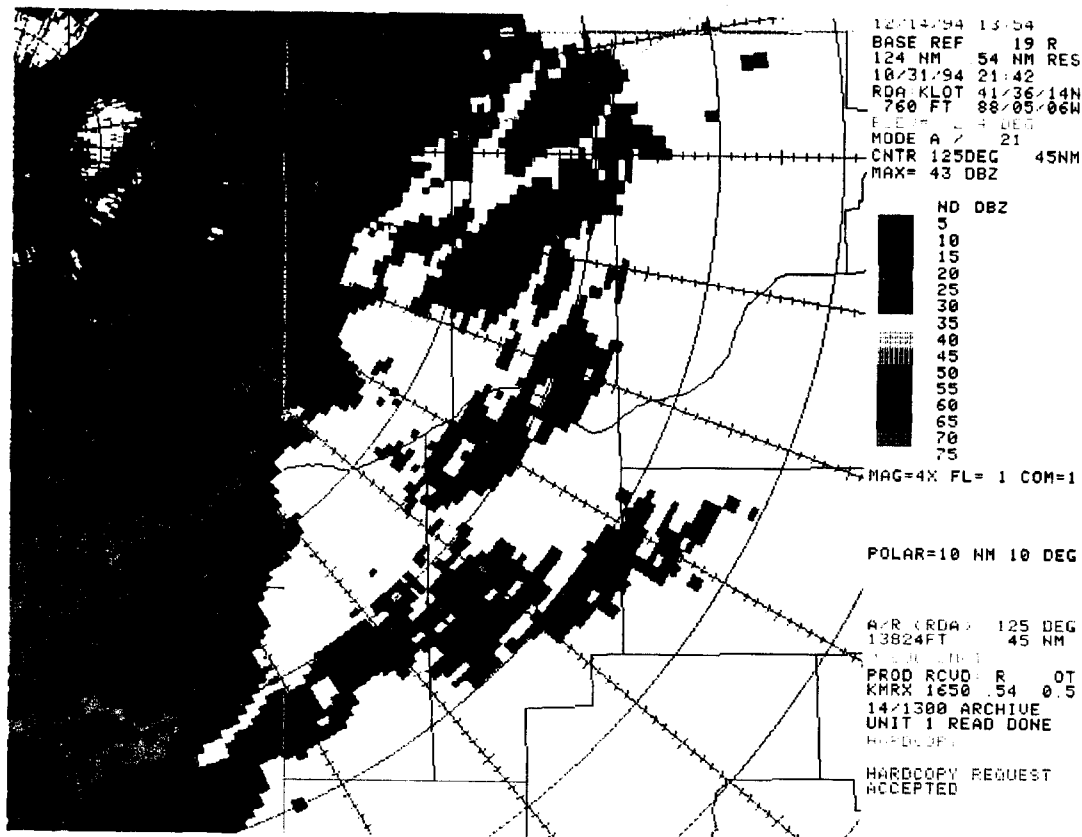 12/14/94 13:54
BASE REF 19 R
124 NM .54 NM RES
10/31/94 21:42
RDA:KLOT 41/36/14N
760 FT 88/05/06W
DEG
MODE A / 21
CNTR 125DEG 45NM
MAX= 43 DBZ
ND DBZ
5
10
15
20
25
30
35
40
45
50
55
60
65
70
75
MAG=4X FL= 1 COM=1
POLAR=10 NM 10 DEG
A/R (RDA) 125 DEG
13824FT 45 NM
PROD RCVD: R OT
KMRX 1650 .54 0.5
14/1300 ARCHIVE
UNIT 1 READ DONE
HARDCOPY
HARDCOPY REQUEST
ACCEPTED